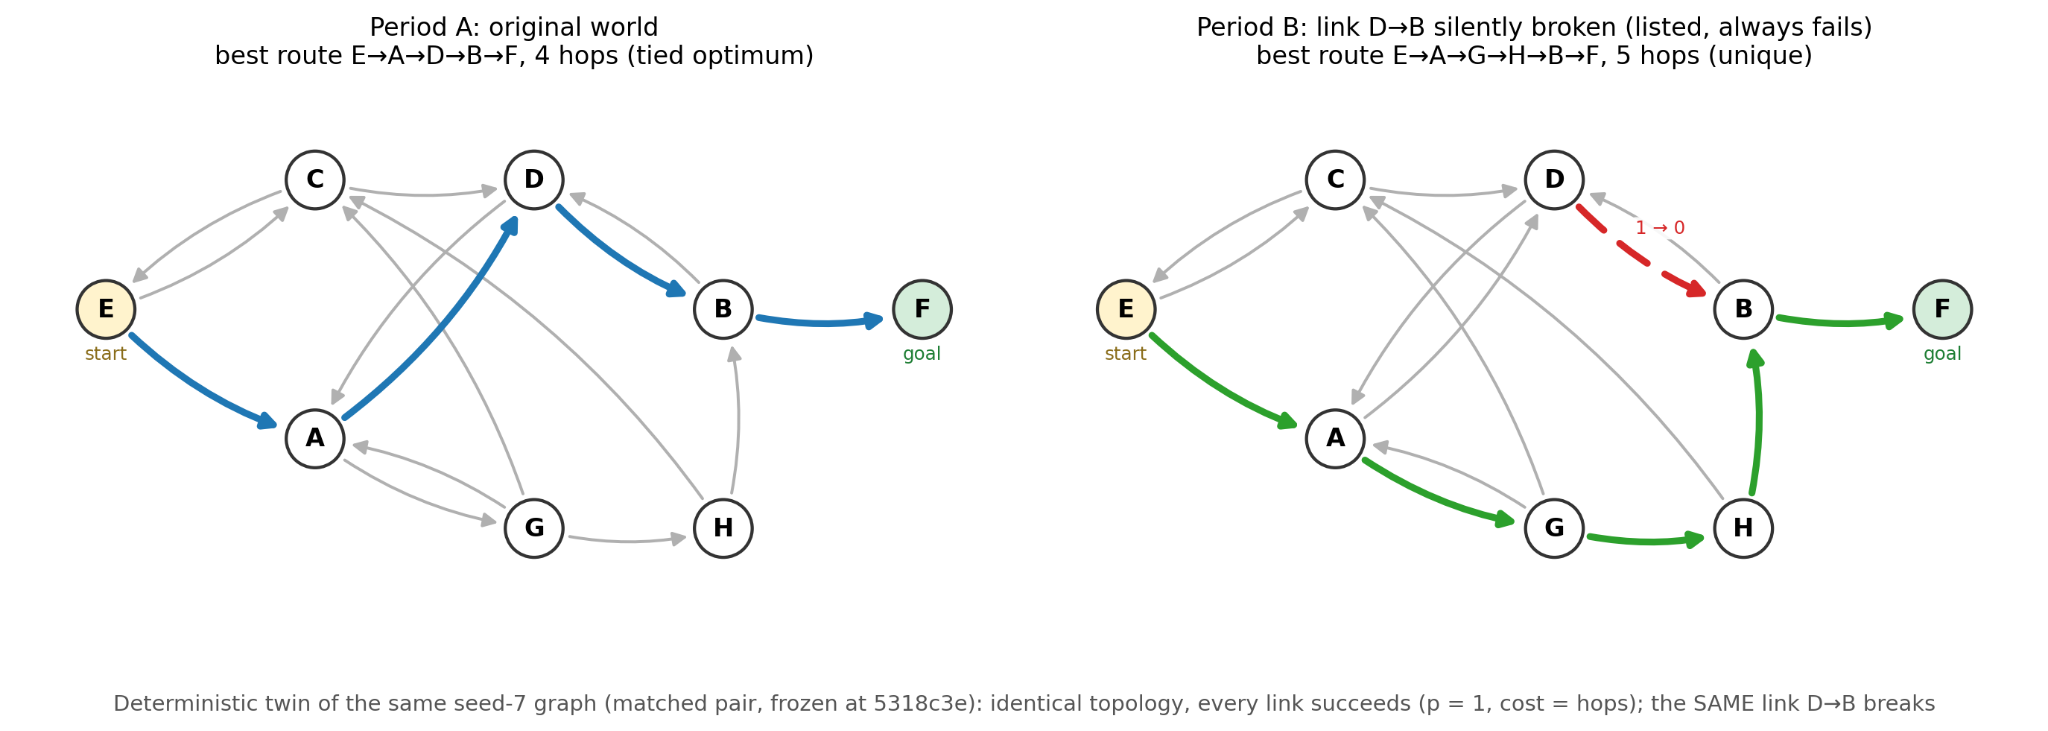 Period A: original world
best route E→A→D→B→F, 4 hops (tied optimum)
C
D
E
start
B
F
goal
A
G
H
Period B: link D→B silently broken (listed, always fails)
best route E→A→G→H→B→F, 5 hops (unique)
C
D
1 → 0
E
start
B
F
goal
A
G
H
Deterministic twin of the same seed-7 graph (matched pair, frozen at 5318c3e): identical topology, every link succeeds (p = 1, cost = hops); the SAME link D→B breaks